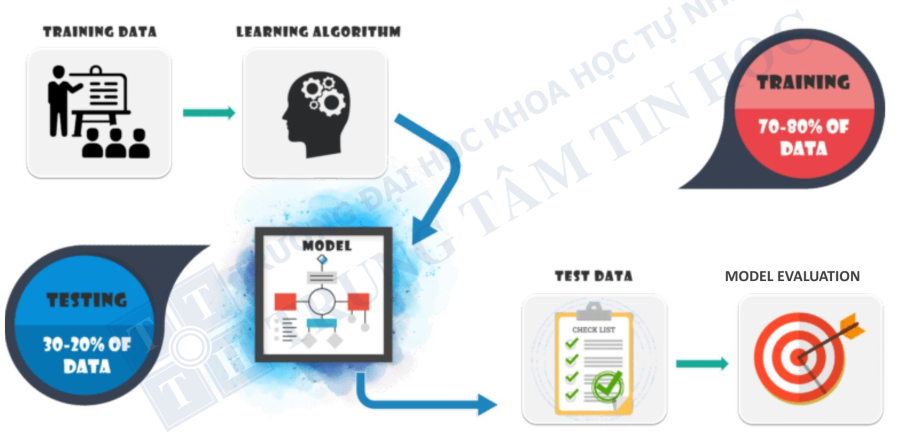 TRAINING DATA
LEARNING ALGORITHM
TRAINING
70-80% OF
DATA
MODEL
TESTING
30-20% OF
DATA
TEST DATA
CHECK LIST
MODEL EVALUATION
TRƯỜNG ĐẠI HỌC KHOA HỌC TỰ NHI
TRUNG TÂM TIN HỌC